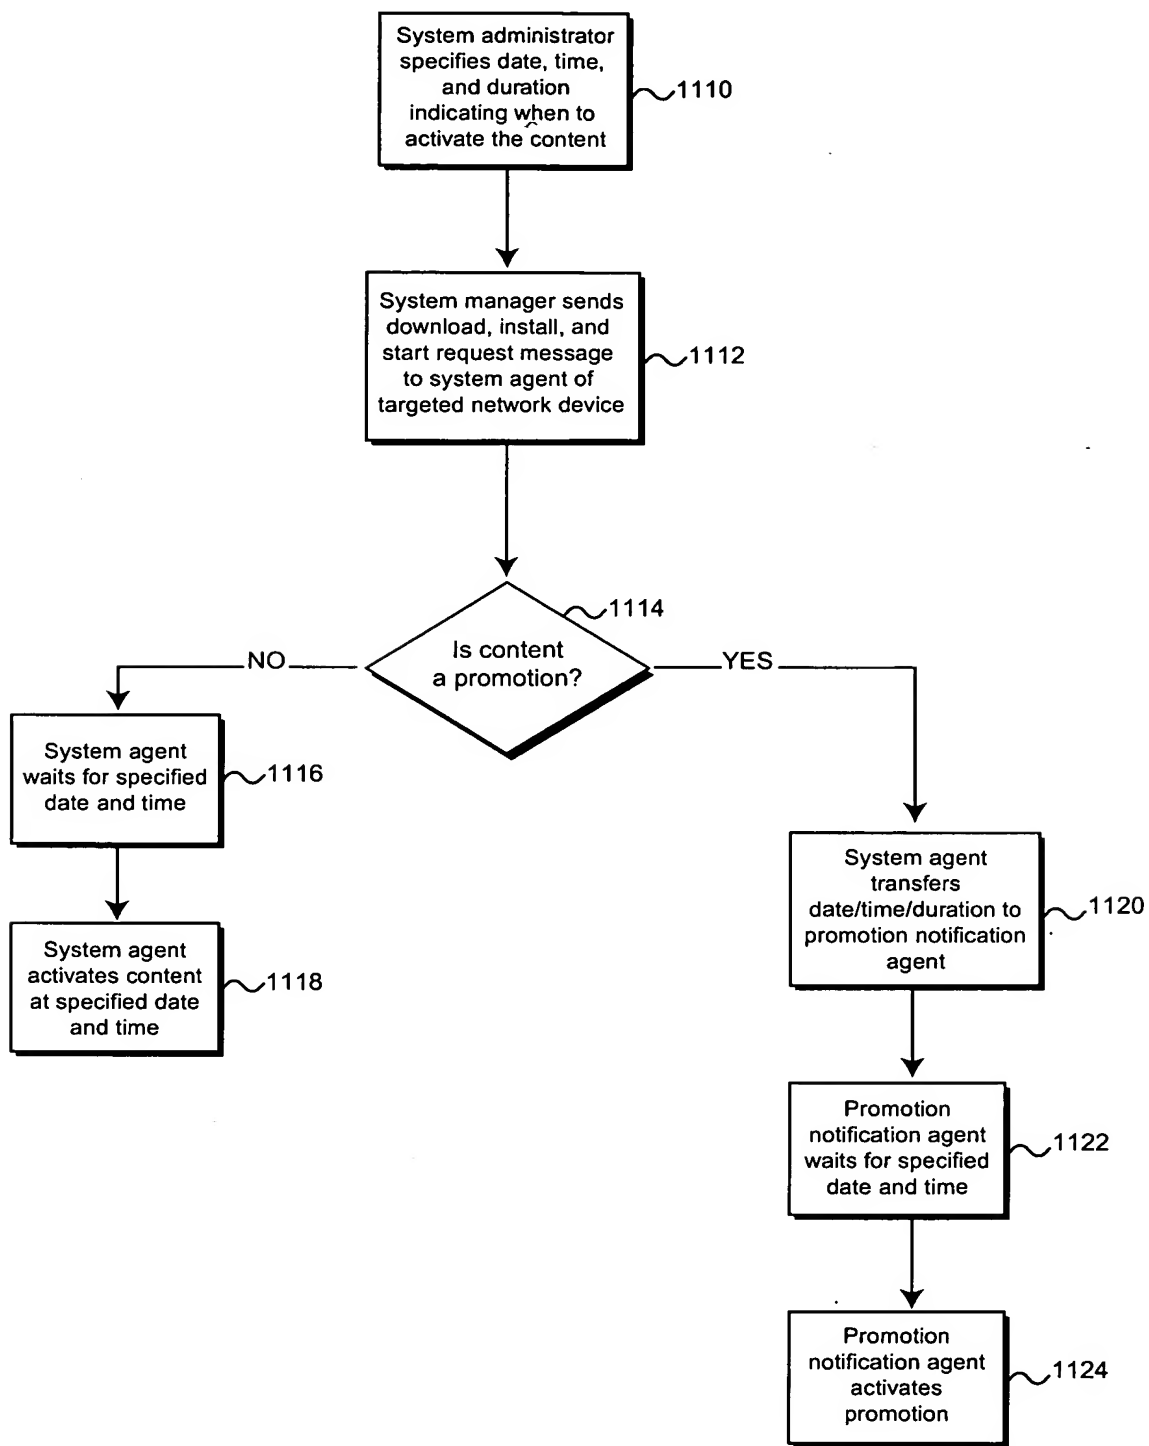 System administrator
specifies date, time,
and duration
indicating when to
activate the content
1110
System manager sends
download, install, and
start request message
to system agent of
targeted network device
1112
1114
Is content
a promotion?
NO
YES
System agent
waits for specified
date and time
1116
System agent
activates content
at specified date
and time
1118
System agent
transfers
date/time/duration to
promotion notification
agent
1120
Promotion
notification agent
waits for specified
date and time
1122
Promotion
notification agent
activates
promotion
1124